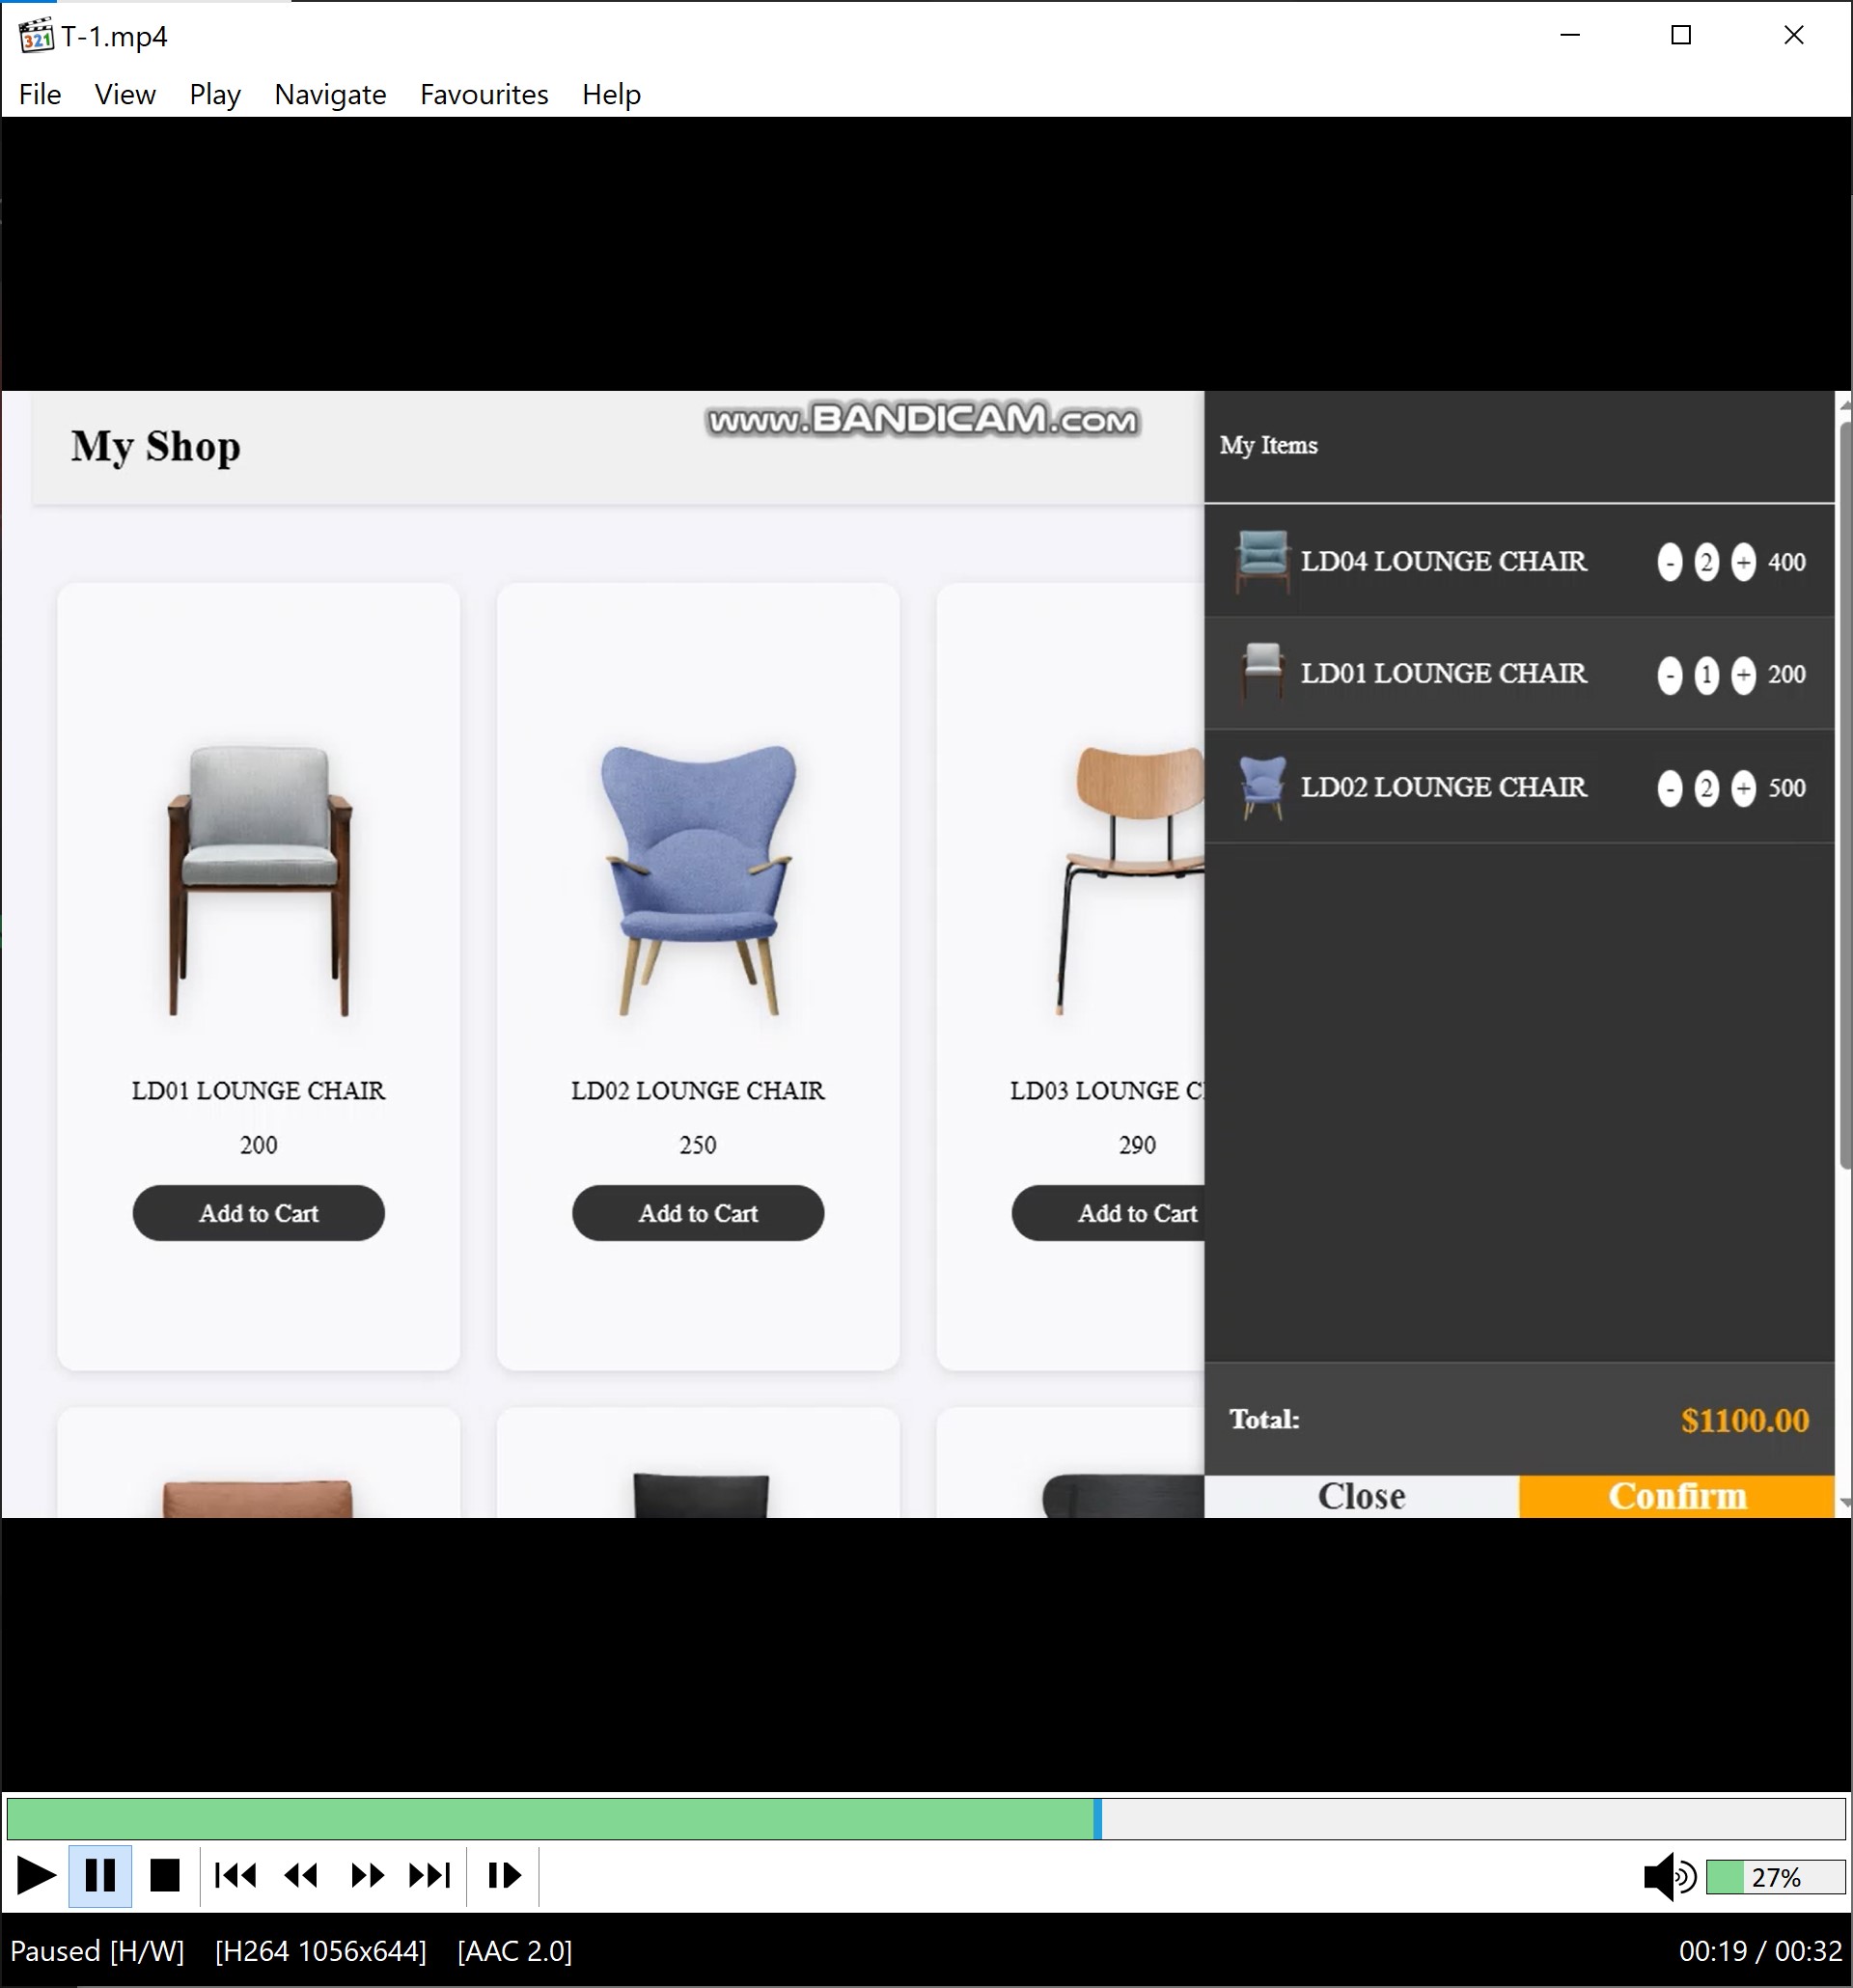 T-1.mp4
File View Play Navigate Favourites Help
www.BANDICAM.COM
My Shop
My Items
LD04 LOUNGE CHAIR - 2 + 400
LD01 LOUNGE CHAIR - 1 + 200
LD02 LOUNGE CHAIR - 2 + 500
LD01 LOUNGE CHAIR
200
Add to Cart
LD02 LOUNGE CHAIR
250
Add to Cart
LD03 LOUNGE
290
Add to Cart
Total: $1100.00
Close Confirm
27%
Paused [H/W] [H264 1056x644] [AAC 2.0] 00:19 / 00:32